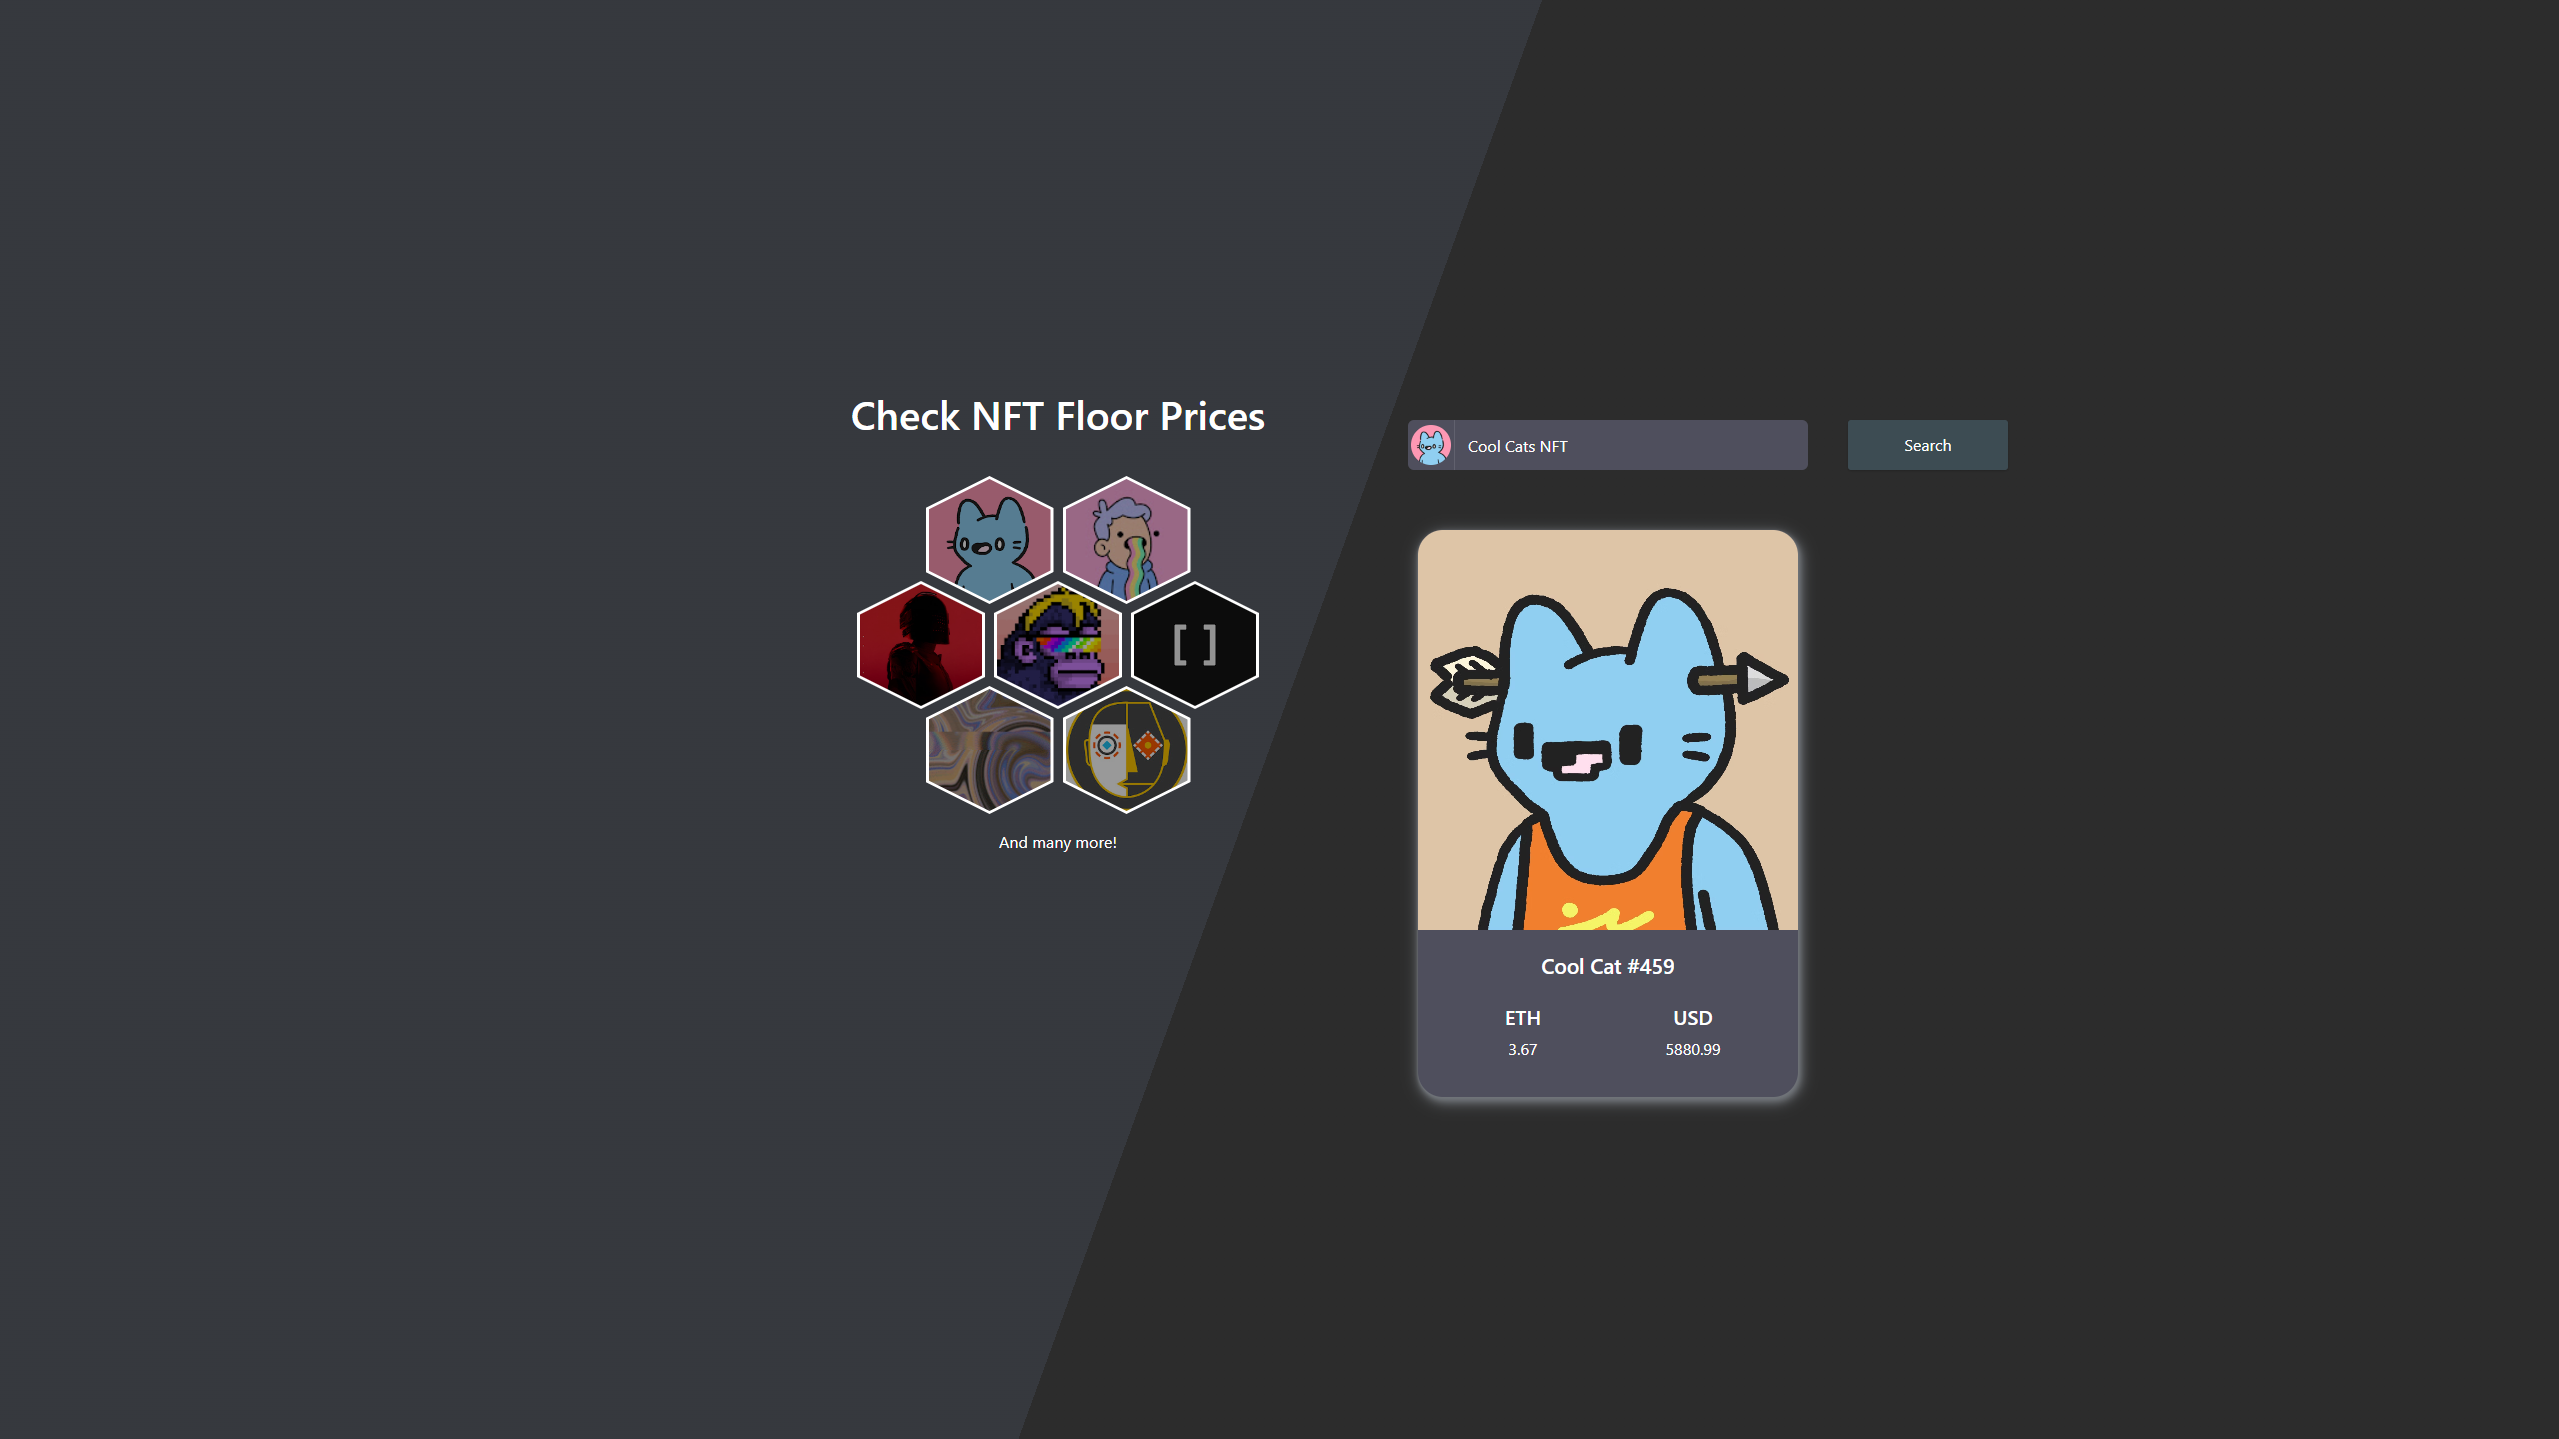 Check NFT Floor Prices
[ ]
And many more!
Cool Cats NFT
Search
Cool Cat #459
ETH USD
3.67 5880.99